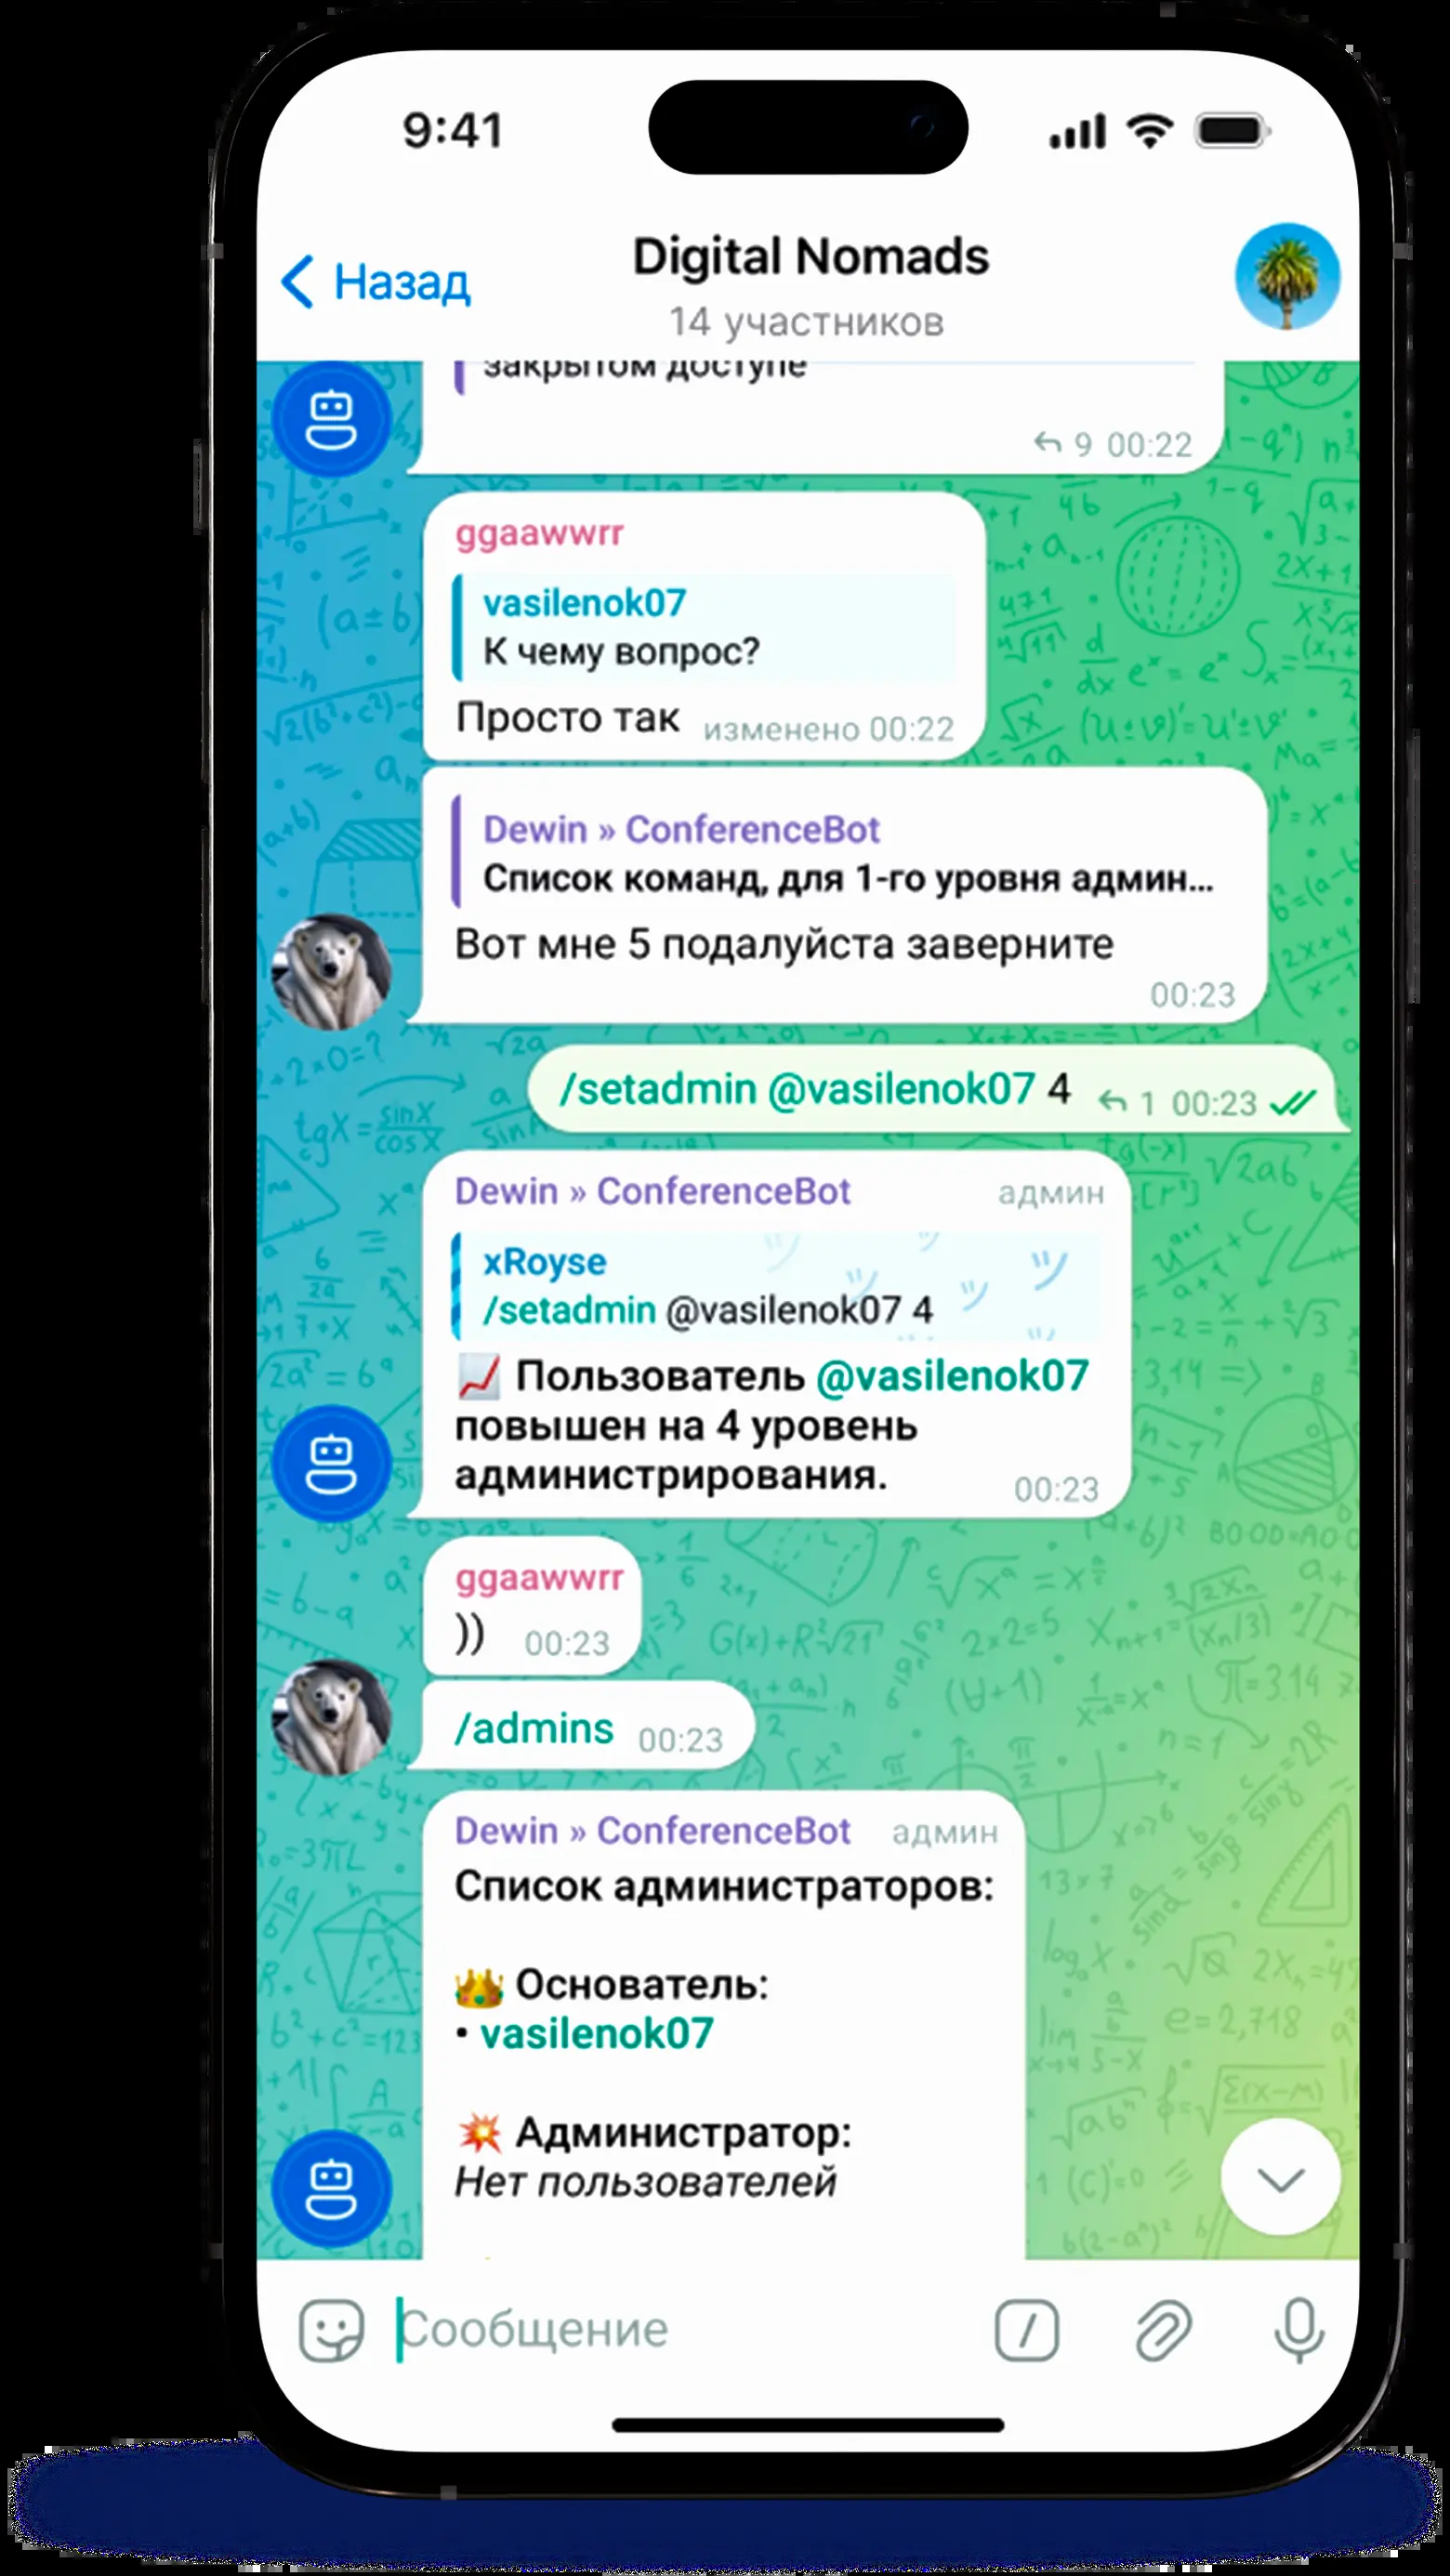 9:41
Назад
Digital Nomads
14 участников
закрытом доступе
9 00:22
ggaawwrr
vasilenok07
К чему вопрос?
Просто так изменено 00:22
Dewin » ConferenceBot
Список команд, для 1-го уровня админ...
Вот мне 5 подалуйста заверните
00:23
/setadmin @vasilenok07 4 1 00:23
Dewin » ConferenceBot админ
xRoyse
/setadmin @vasilenok07 4
Пользователь @vasilenok07
повышен на 4 уровень
администрирования. 00:23
ggaawwrr
)) 00:23
/admins 00:23
Dewin » ConferenceBot админ
Список администраторов:
Основатель:
• vasilenok07
Администратор:
Нет пользователей
Сообщение